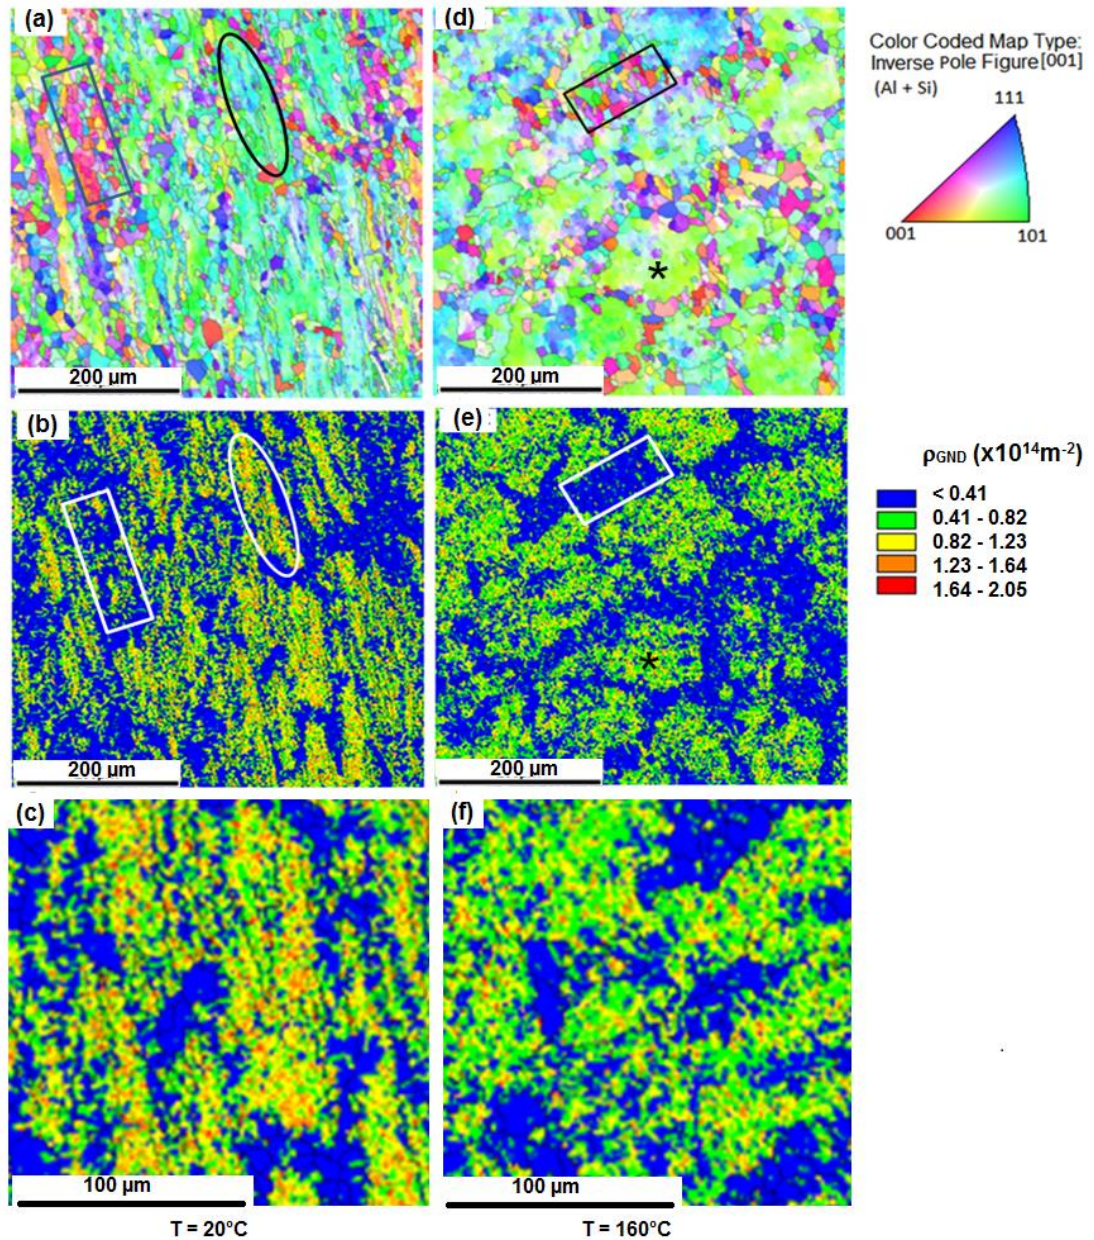 (a)
(d)
Color Coded Map Type:
Inverse Pole Figure [001]
(Al + Si)
111
001
101
*
200 µm
200 µm
(b)
(e)
ρGND (x10¹⁴m⁻²)
< 0.41
0.41 - 0.82
0.82 - 1.23
1.23 - 1.64
1.64 - 2.05
*
200 µm
200 µm
(c)
(f)
100 µm
100 µm
T = 20°C
T = 160°C